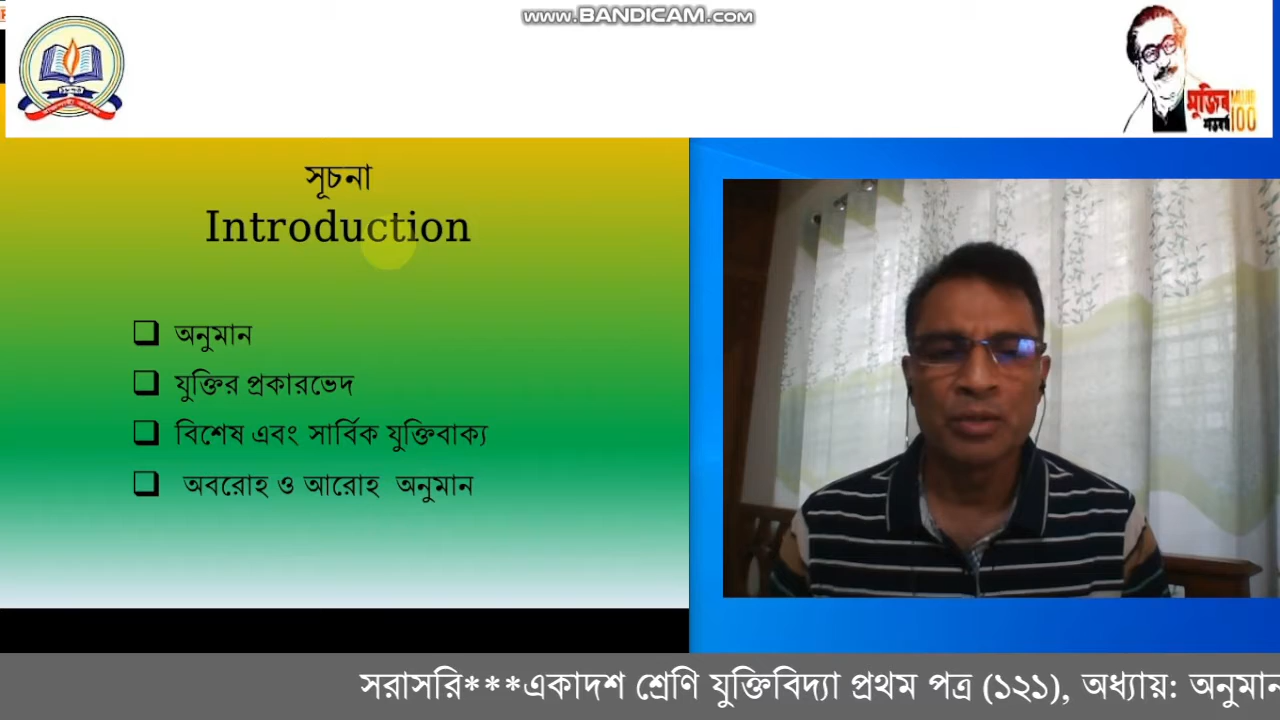 www.BANDICAM.com
মুজিব
100
সূচনা
Introduction
অনুমান
যুক্তির প্রকারভেদ
বিশেষ এবং সার্বিক যুক্তিবাক্য
অবরোহ ও আরোহ অনুমান
সরাসরি***একাদশ শ্রেণি যুক্তিবিদ্যা প্রথম পত্র (১২১), অধ্যায়: অনুমান